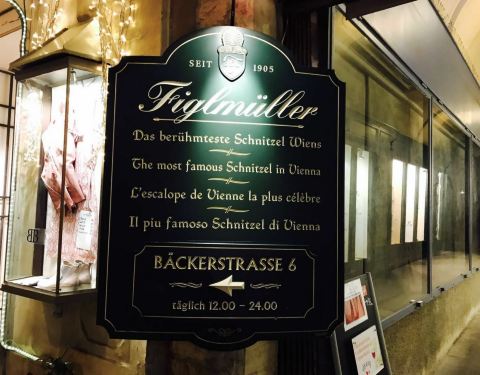 SEIT 1905
Figlmüller
Das berühmteste Schnitzel Wiens
The most famous Schnitzel in Vienna
L'escalope de Vienne la plus célèbre
Il piu famoso Schnitzel di Vienna
BÄCKERSTRASSE 6
täglich 12.00 - 24.00